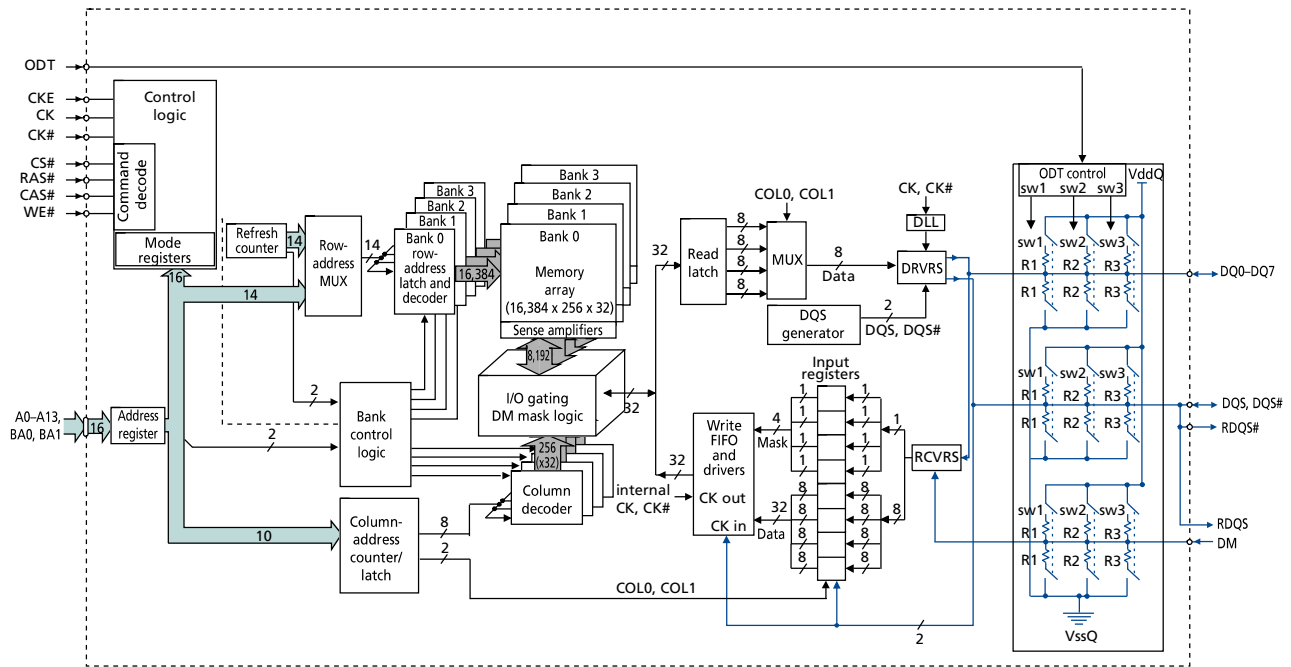 ODT
CKE
CK
CK#
CS#
RAS#
CAS#
WE#
Control
logic
Command
decode
Mode
registers
16
Refresh
counter
14
Row-
address
MUX
14
14
Bank 3
Bank 2
Bank 1
Bank 0
row-
address
latch and
decoder
16,384
Bank 3
Bank 2
Bank 1
Bank 0
Memory
array
(16,384 x 256 x 32)
Sense amplifiers
8,192
I/O gating
DM mask logic
32
32
Read
latch
8
8
8
8
COL0, COL1
MUX
8
Data
CK, CK#
DLL
DRVRS
DQS
generator
2
DQS, DQS#
ODT control
sw1 sw2 sw3
VddQ
sw1 sw2 sw3
R1 R2 R3
R1 R2 R3
DQ0–DQ7
sw1 sw2 sw3
R1 R2 R3
R1 R2 R3
DQS, DQS#
RDQS#
sw1 sw2 sw3
R1 R2 R3
R1 R2 R3
RDQS
DM
VssQ
A0–A13,
BA0, BA1
16
Address
register
2
2
Bank
control
logic
256
(x32)
Column
decoder
10
Column-
address
counter/
latch
8
2
COL0, COL1
internal
CK, CK#
32
Write
FIFO
and
drivers
CK out
CK in
4
Mask
32
Data
Input
registers
1
1
1
1
8
8
8
8
1
1
1
1
8
8
8
8
1
8
RCVRS
2